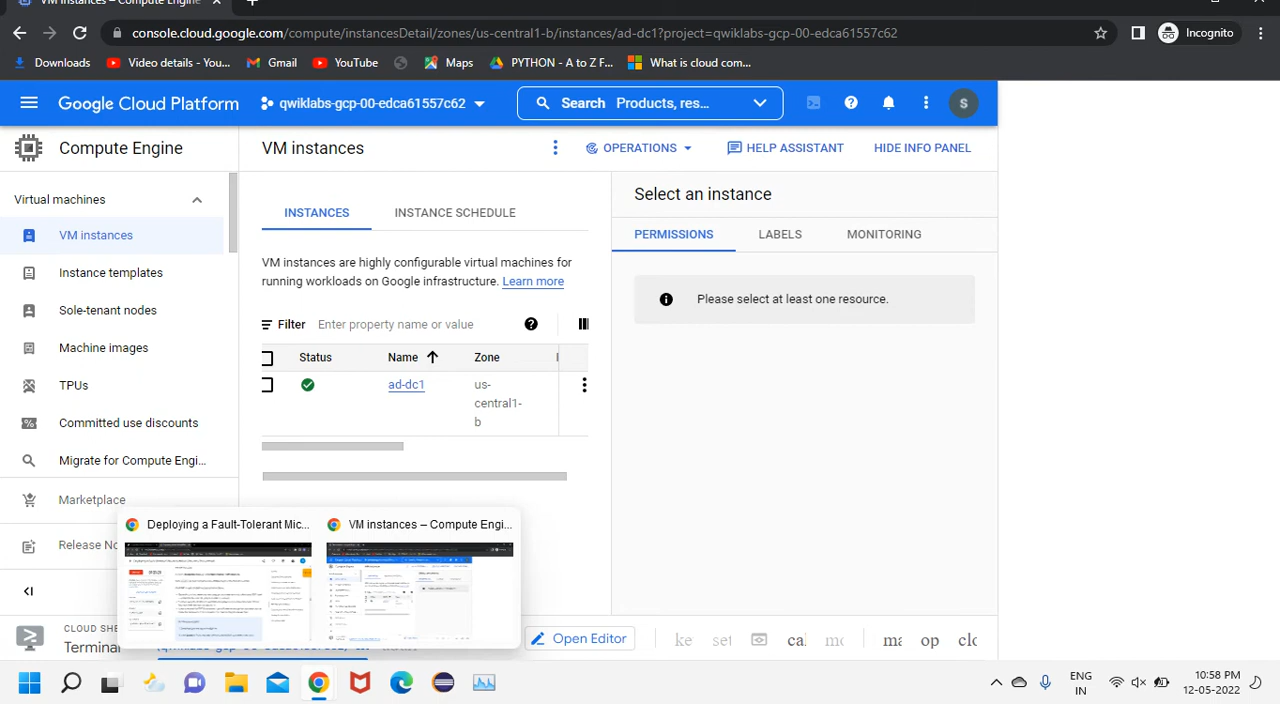 VM instances – Compute Engine
console.cloud.google.com/compute/instancesDetail/zones/us-central1-b/instances/ad-dc1?project=qwiklabs-gcp-00-edca61557c62
Incognito
Downloads
Video details - You...
Gmail
YouTube
Maps
PYTHON - A to Z F...
What is cloud com...
Google Cloud Platform
qwiklabs-gcp-00-edca61557c62
Search Products, res...
S
Compute Engine
VM instances
OPERATIONS
HELP ASSISTANT
HIDE INFO PANEL
Virtual machines
VM instances
Instance templates
Sole-tenant nodes
Machine images
TPUs
Committed use discounts
Migrate for Compute Engi...
Marketplace
Release No
INSTANCES
INSTANCE SCHEDULE
VM instances are highly configurable virtual machines for
running workloads on Google infrastructure. Learn more
Filter Enter property name or value
Status Name Zone
ad-dc1
us-
central1-
b
Select an instance
PERMISSIONS
LABELS
MONITORING
Please select at least one resource.
Deploying a Fault-Tolerant Mic...
VM instances – Compute Engi...
CLOUD SHE
Terminal
Open Editor
ke
set
ca
mo
ma
op
clo
ENG
IN
10:58 PM
12-05-2022